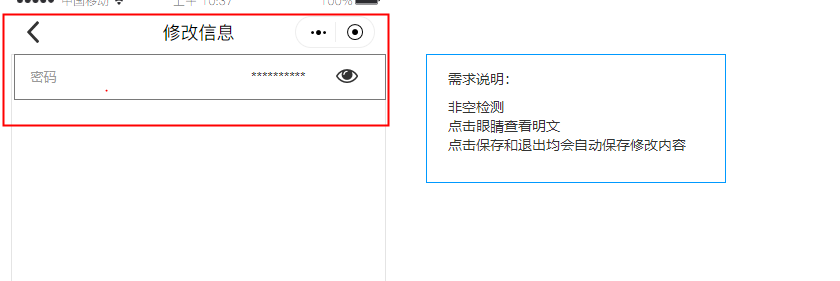 中国移动 上午 10:37 100%
修改信息
密码 **********
需求说明：
非空检测
点击眼睛查看明文
点击保存和退出均会自动保存修改内容